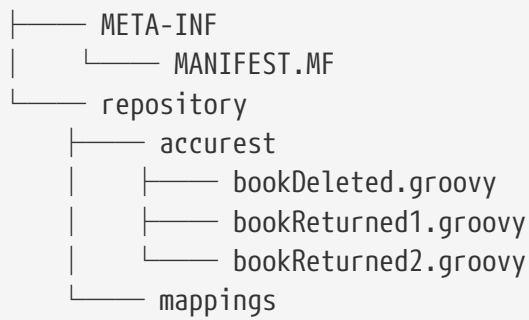 ├── META-INF
│   └── MANIFEST.MF
└── repository
    ├── accurest
    │   ├── bookDeleted.groovy
    │   ├── bookReturned1.groovy
    │   └── bookReturned2.groovy
    └── mappings